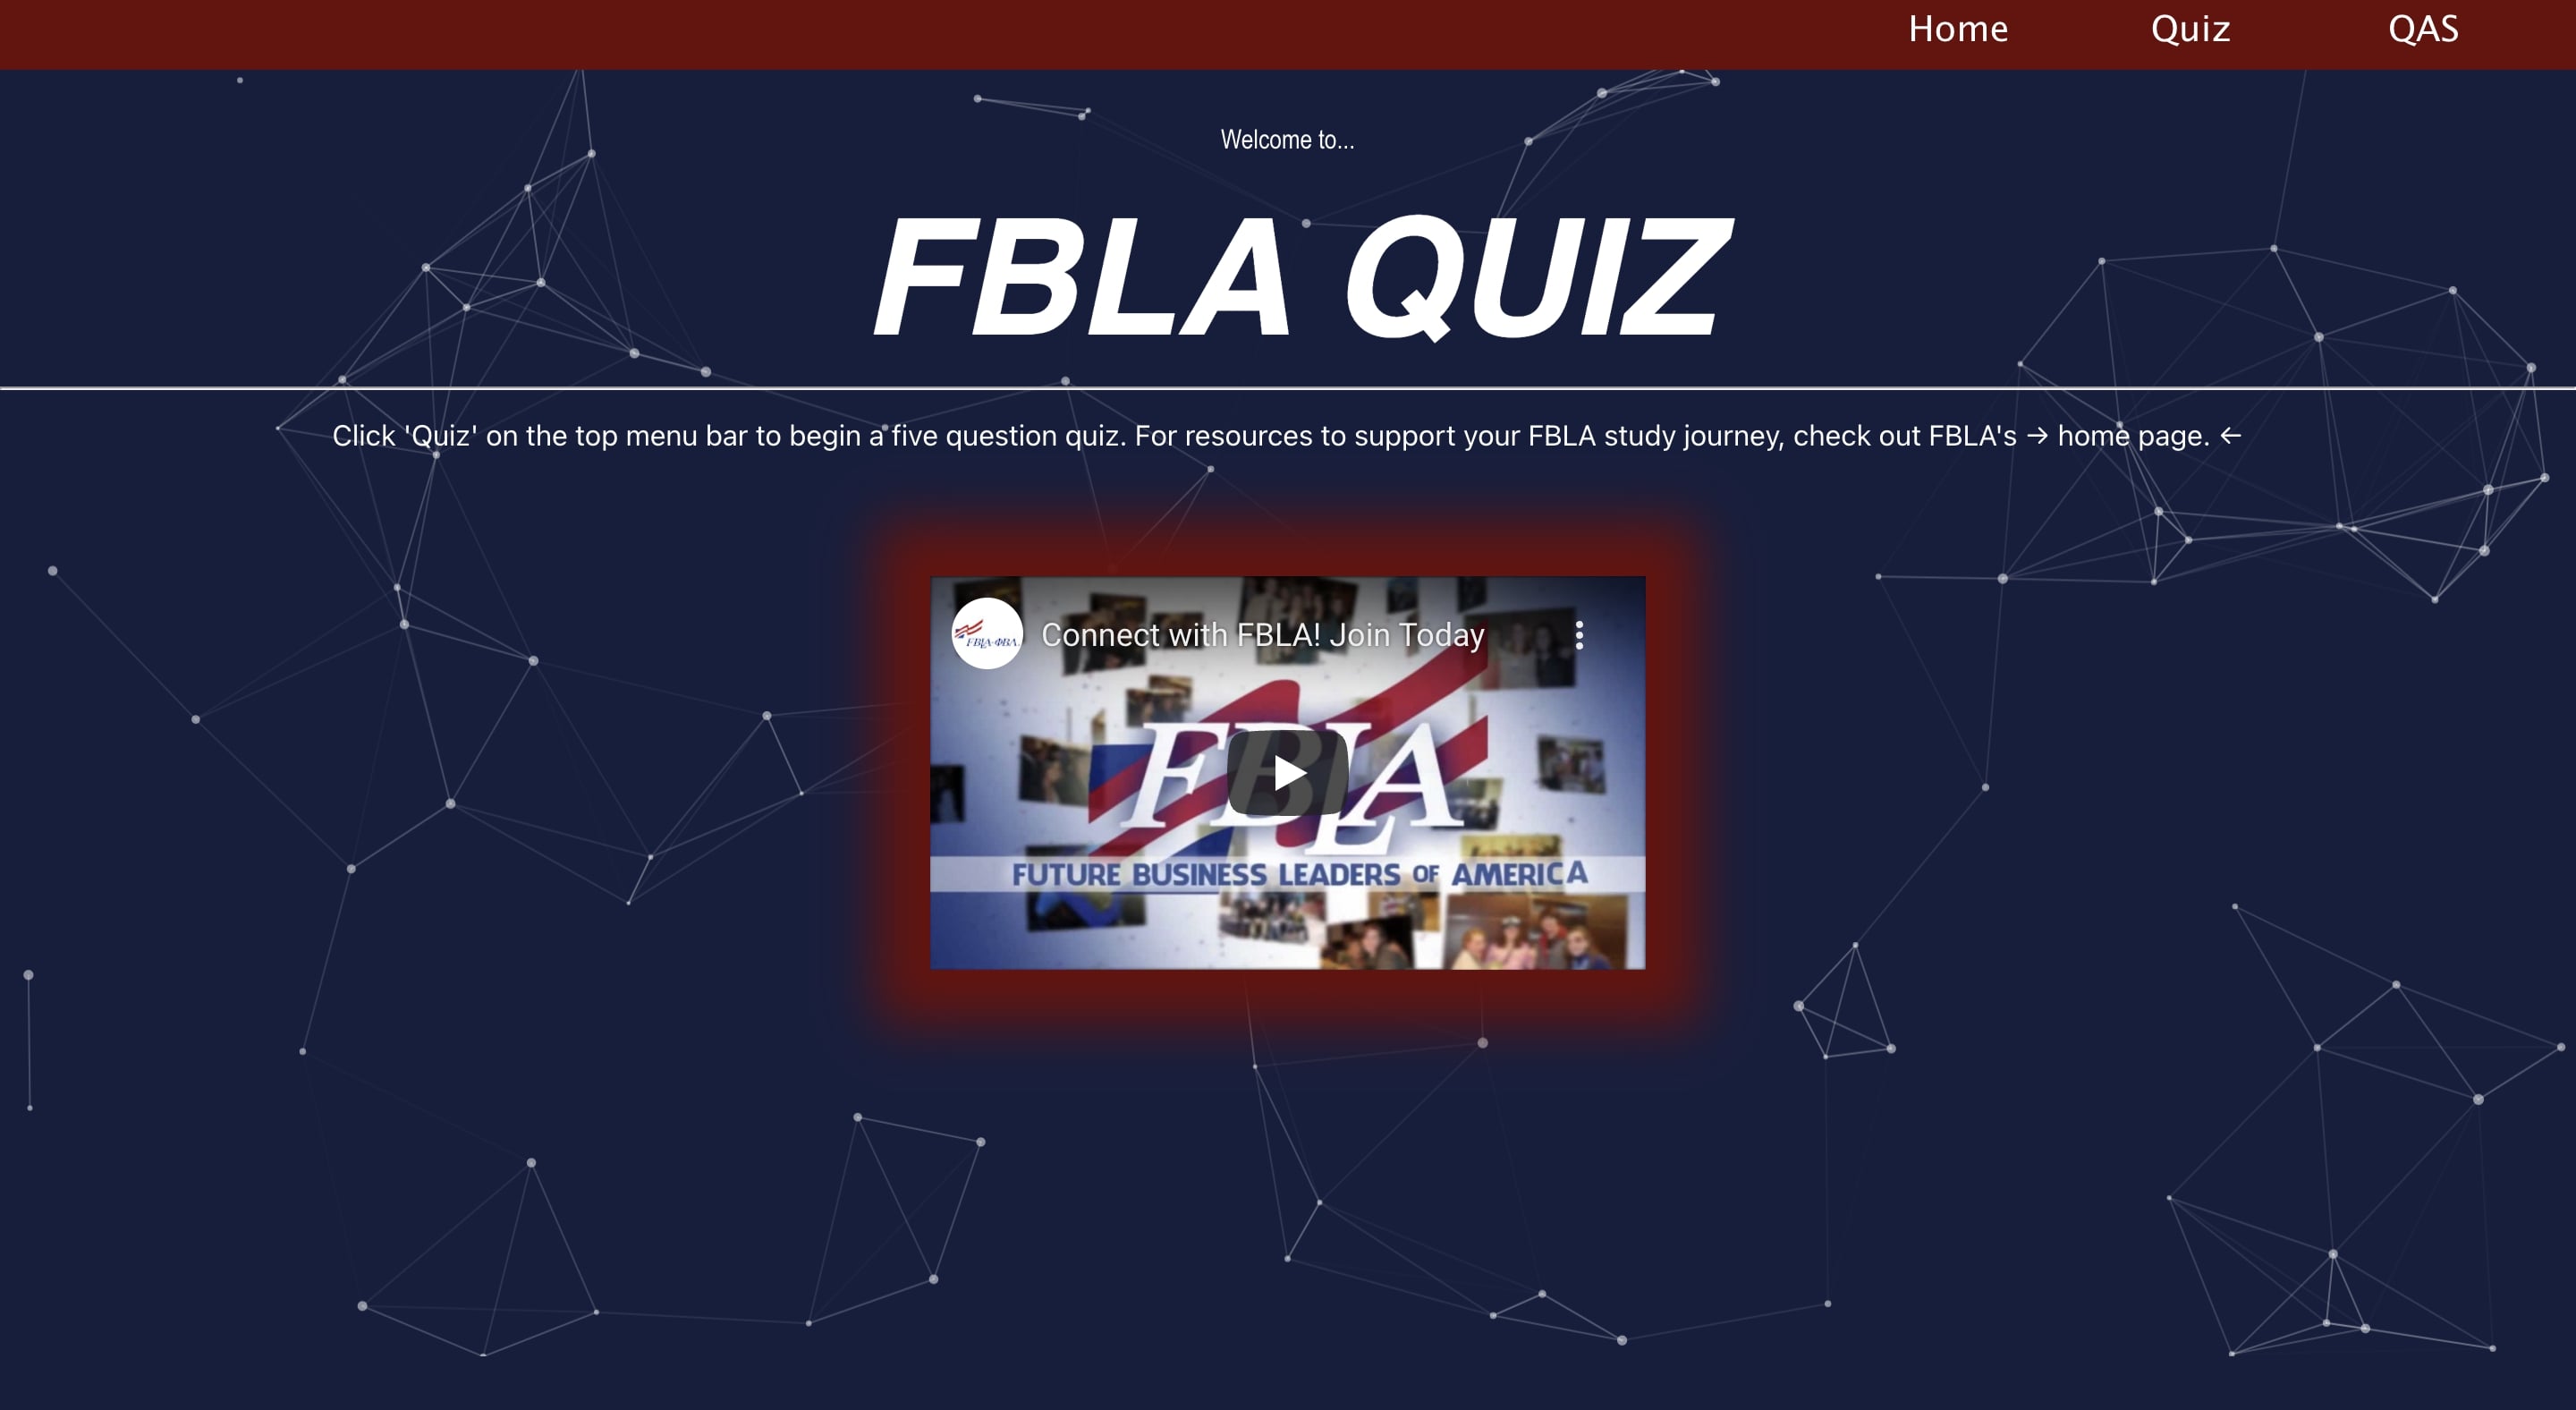 Home Quiz QAS
Welcome to...
FBLA QUIZ
Click 'Quiz' on the top menu bar to begin a five question quiz. For resources to support your FBLA study journey, check out FBLA's → home page. ←
FBLA-ΦBA
Connect with FBLA! Join Today
FBLA
FUTURE BUSINESS LEADERS OF AMERICA